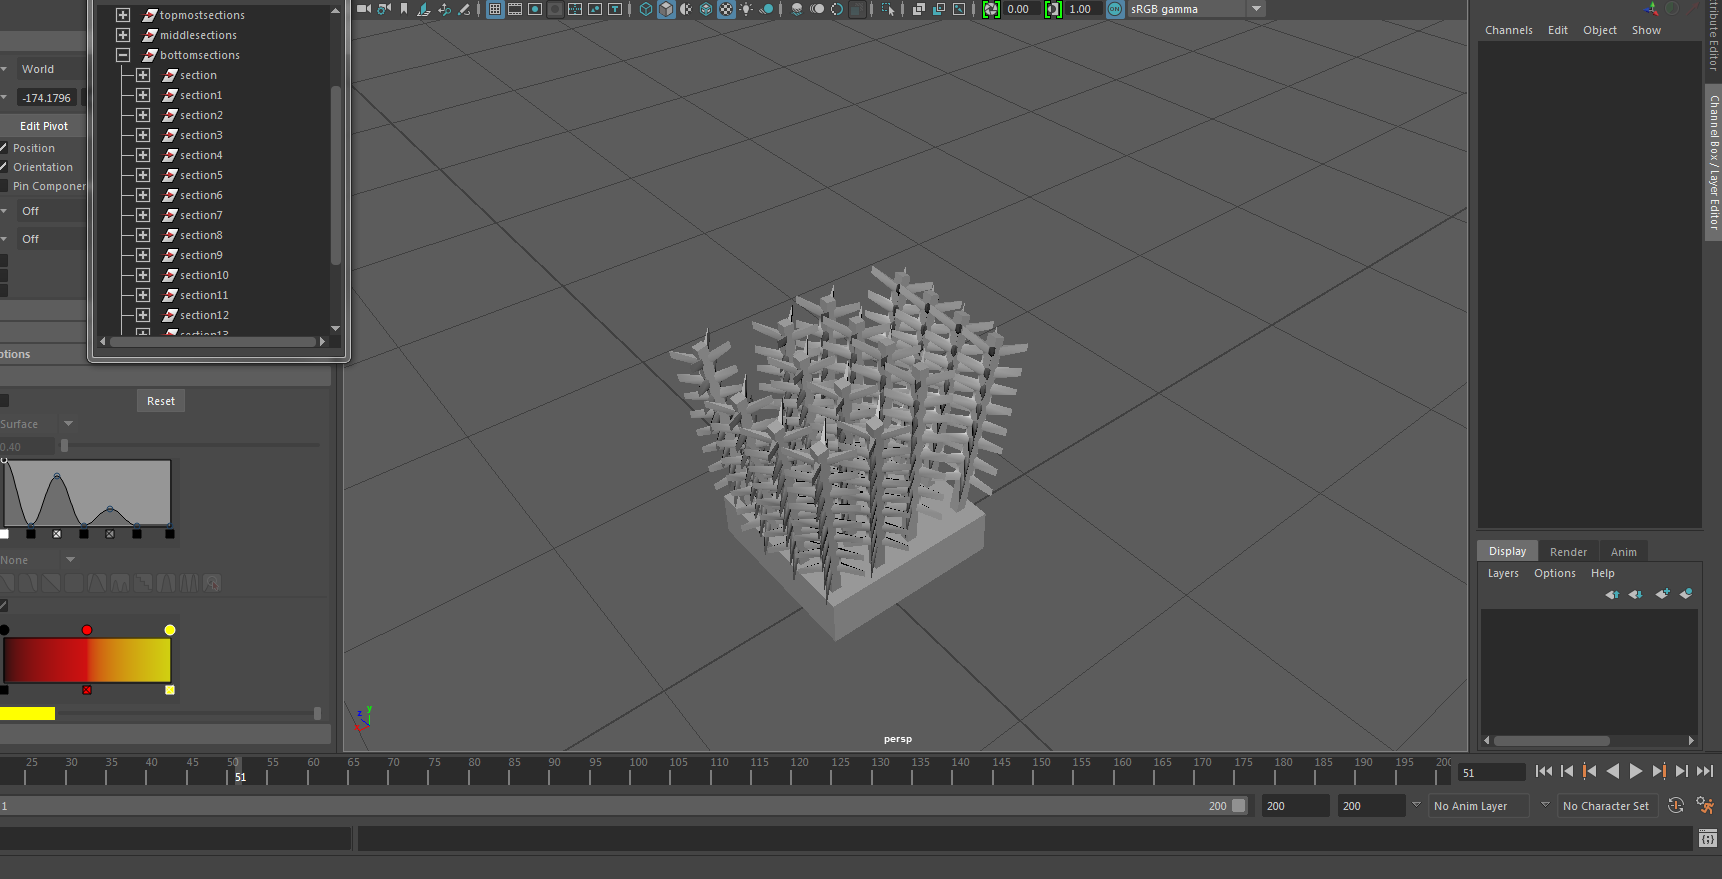 topmostsections
middlesections
bottomsections
section
section1
section2
section3
section4
section5
section6
section7
section8
section9
section10
section11
section12
section13
World
-174.1796
Edit Pivot
Position
Orientation
Pin Componer
Off
Off
ptions
Reset
Surface
0.40
None
0.00
1.00
ON
sRGB gamma
persp
z
y
Channels Edit Object Show
tribute Editor
Channel Box / Layer Editor
Display Render Anim
Layers Options Help
25 30 35 40 45 50 55 60 65 70 75 80 85 90 95 100 105 110 115 120 125 130 135 140 145 150 155 160 165 170 175 180 185 190 195 200
51
51
1
200
200
200
No Anim Layer
No Character Set